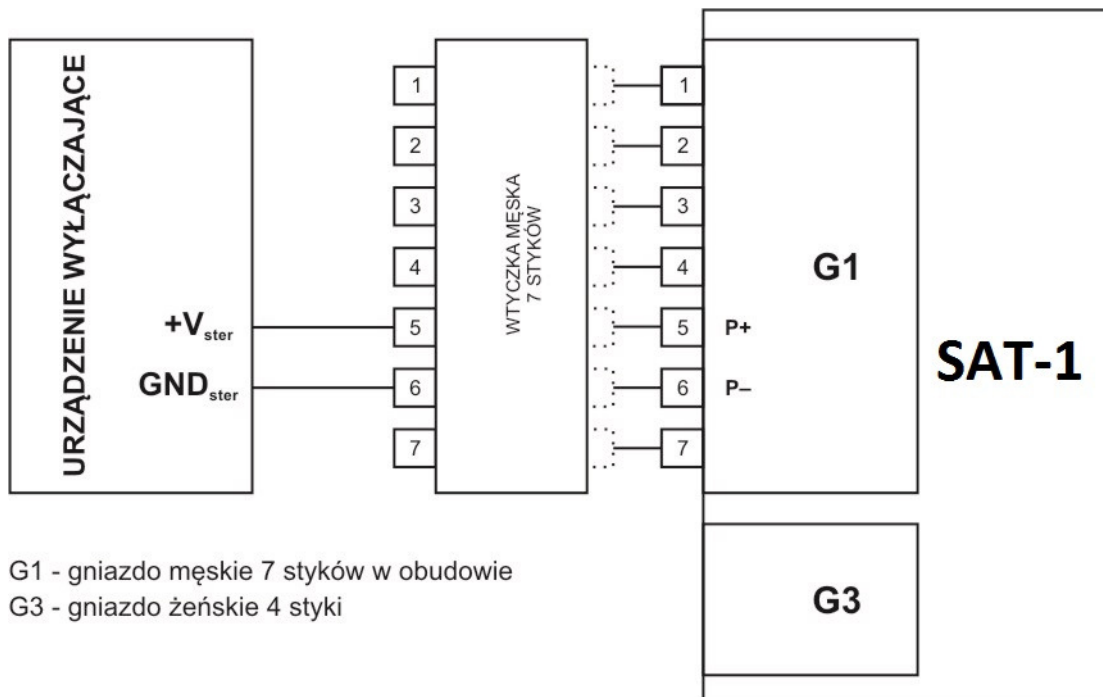 URZĄDZENIE WYŁĄCZAJĄCE
+Vster
GNDster
1
2
3
4
5
6
7
WTYCZKA MĘSKA
7 STYKÓW
1
2
3
4
5
6
7
P+
P–
G1
SAT-1
G3
G1 - gniazdo męskie 7 styków w obudowie
G3 - gniazdo żeńskie 4 styki